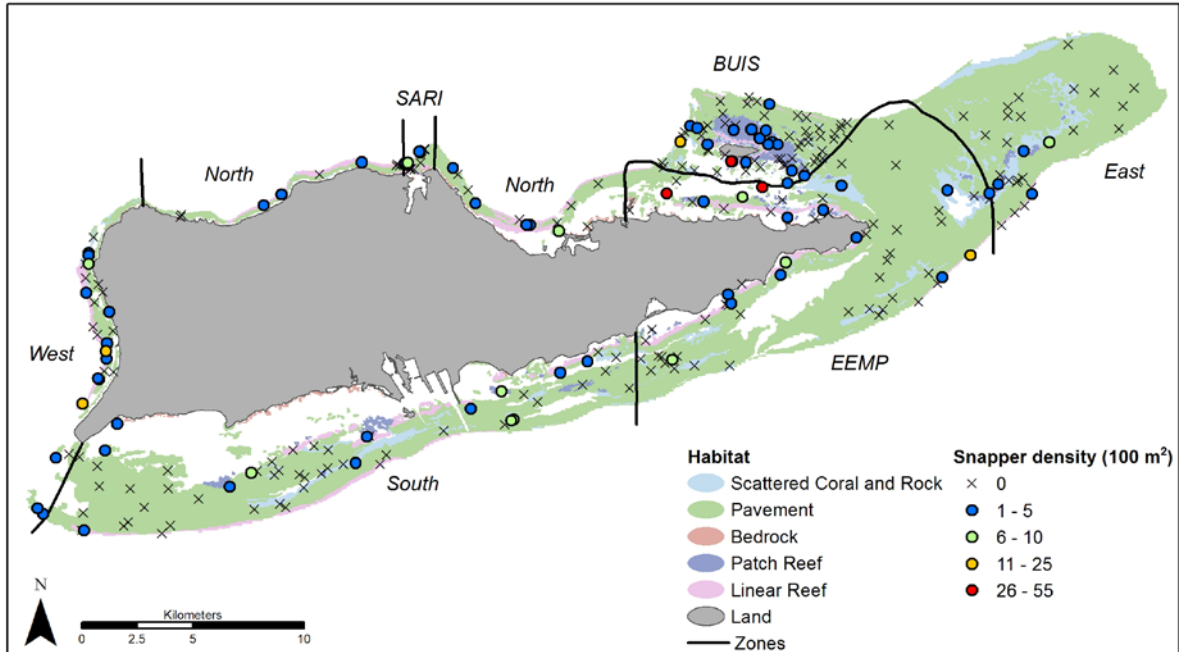 BUIS
SARI
North
North
East
West
EEMP
South
Habitat
Scattered Coral and Rock
Pavement
Bedrock
Patch Reef
Linear Reef
Land
Zones
Snapper density (100 m²)
0
1 - 5
6 - 10
11 - 25
26 - 55
N
Kilometers
0 2.5 5 10